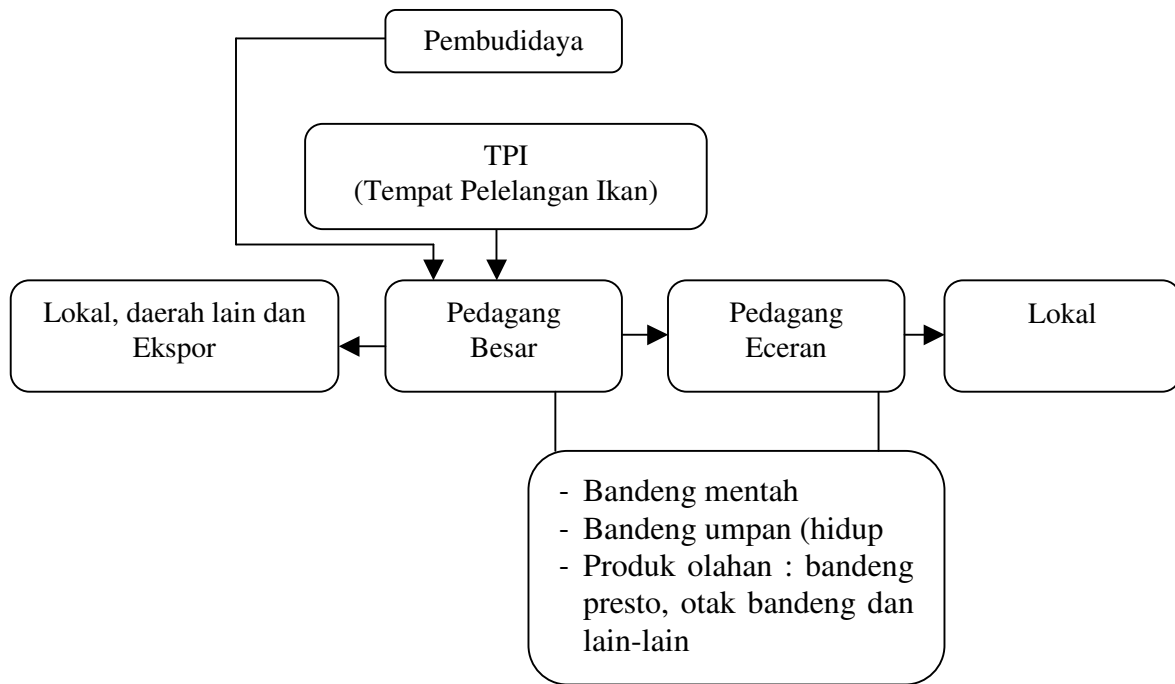 Pembudidaya
TPI
(Tempat Pelelangan Ikan)
Lokal, daerah lain dan
Ekspor
Pedagang
Besar
Pedagang
Eceran
Lokal
- Bandeng mentah
- Bandeng umpan (hidup
- Produk olahan : bandeng
presto, otak bandeng dan
lain-lain